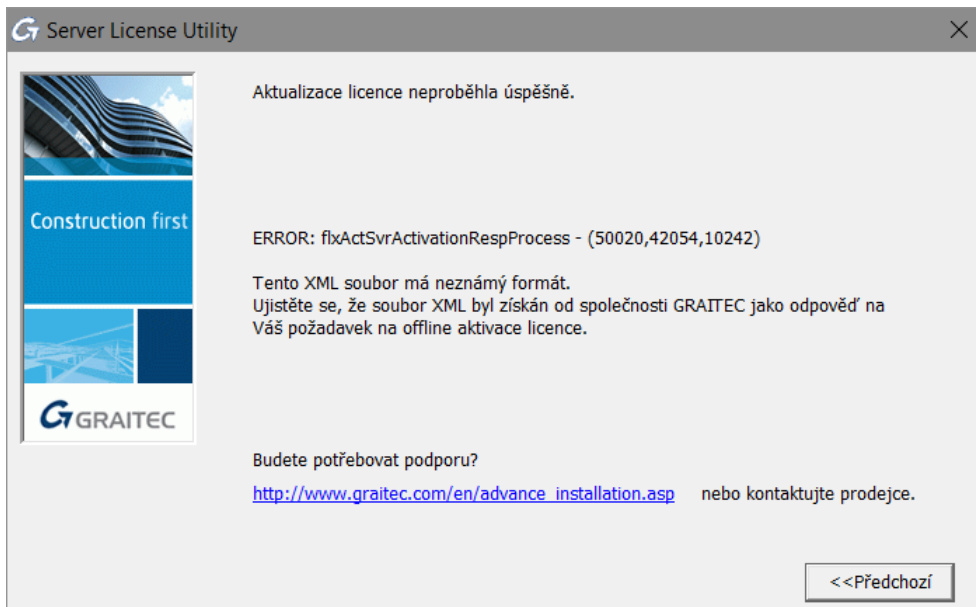 Server License Utility
Aktualizace licence neproběhla úspěšně.
Construction first
ERROR: flxActSvrActivationRespProcess - (50020,42054,10242)
Tento XML soubor má neznámý formát.
Ujistěte se, že soubor XML byl získán od společnosti GRAITEC jako odpověď na
Váš požadavek na offline aktivace licence.
GRAITEC
Budete potřebovat podporu?
http://www.graitec.com/en/advance_installation.asp nebo kontaktujte prodejce.
<<Předchozí